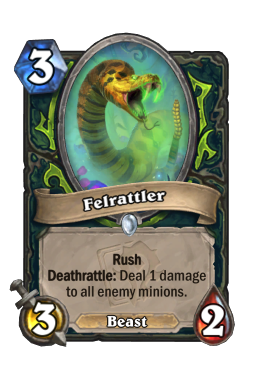 3
Felrattler
Rush
Deathrattle: Deal 1 damage
to all enemy minions.
3
Beast
2